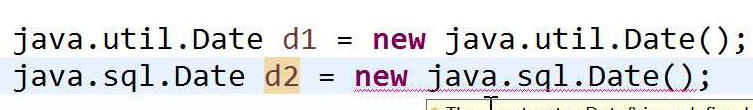 java.util.Date d1 = new java.util.Date();
java.sql.Date d2 = new java.sql.Date();